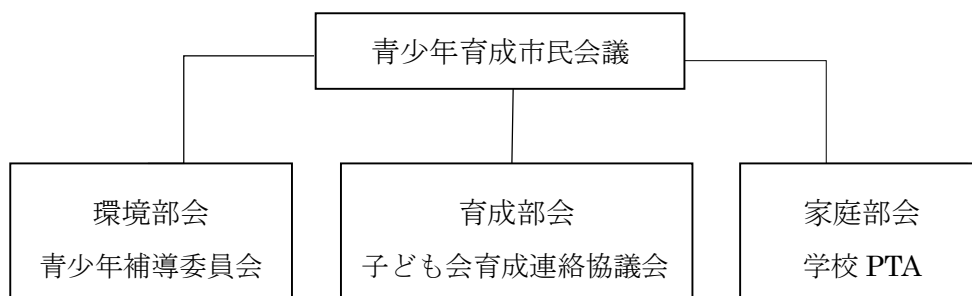 青少年育成市民会議
環境部会
青少年補導委員会
育成部会
子ども会育成連絡協議会
家庭部会
学校 PTA